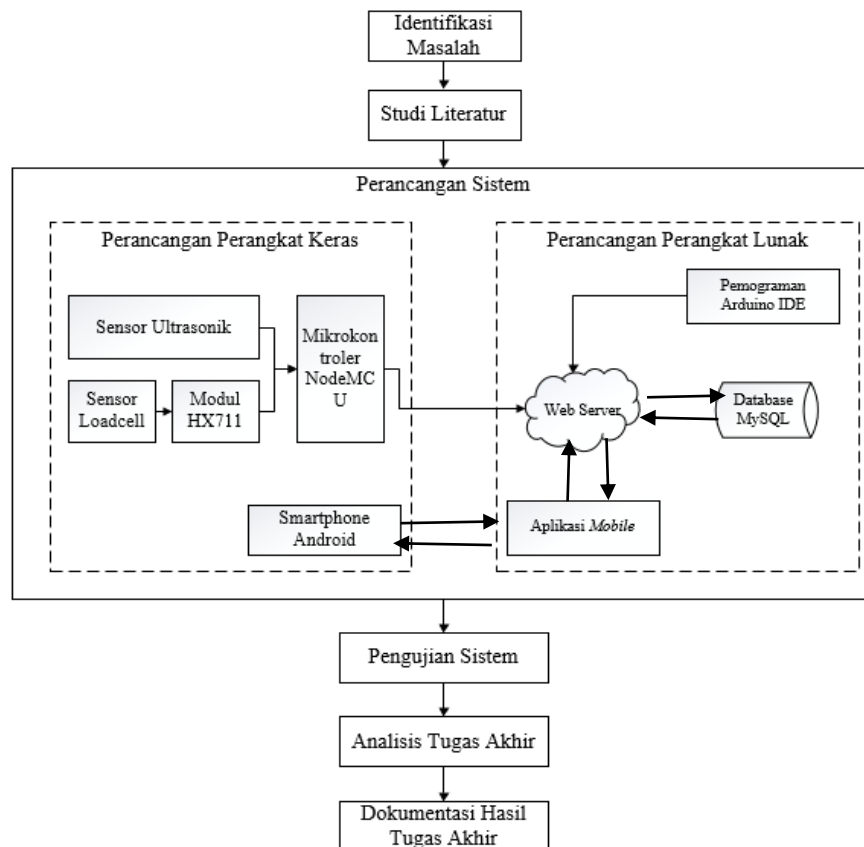 Identifikasi
Masalah
Studi Literatur
Perancangan Sistem
Perancangan Perangkat Keras
Sensor Ultrasonik
Sensor
Loadcell
Modul
HX711
Mikrokon
troler
NodeMC
U
Smartphone
Android
Perancangan Perangkat Lunak
Pemograman
Arduino IDE
Web Server
Database
MySQL
Aplikasi Mobile
Pengujian Sistem
Analisis Tugas Akhir
Dokumentasi Hasil
Tugas Akhir